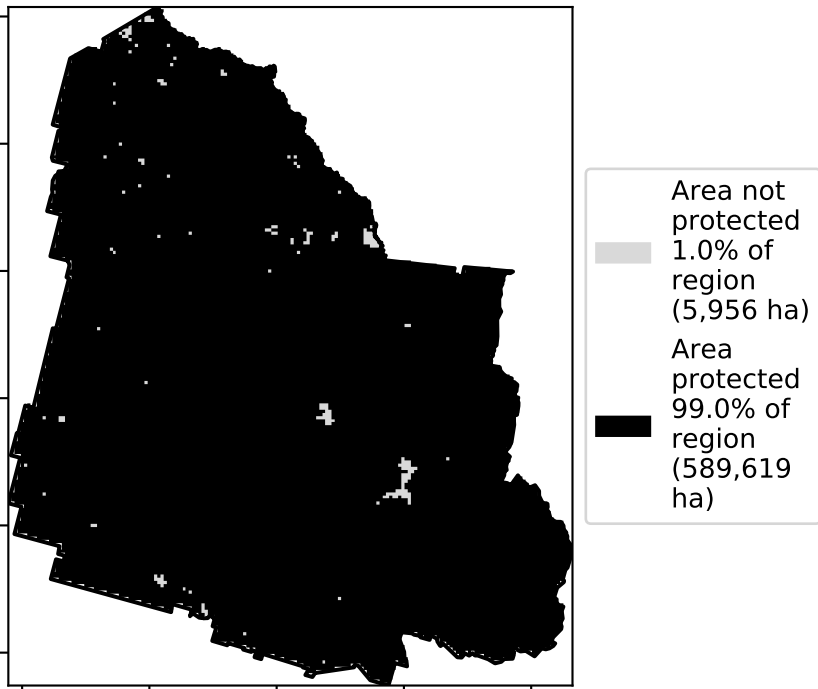 Area not
protected
1.0% of
region
(5,956 ha)
Area
protected
99.0% of
region
(589,619
ha)